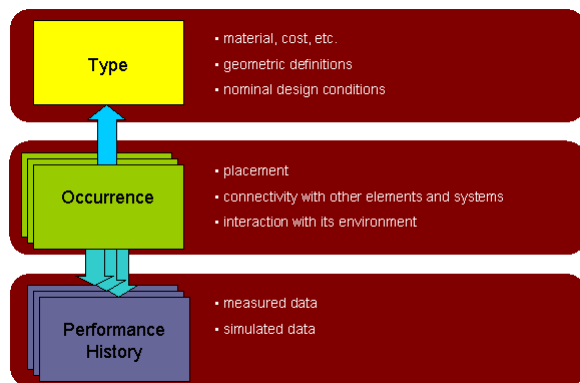 Type
• material, cost, etc.
• geometric definitions
• nominal design conditions
Occurrence
• placement
• connectivity with other elements and systems
• interaction with its environment
Performance
History
• measured data
• simulated data